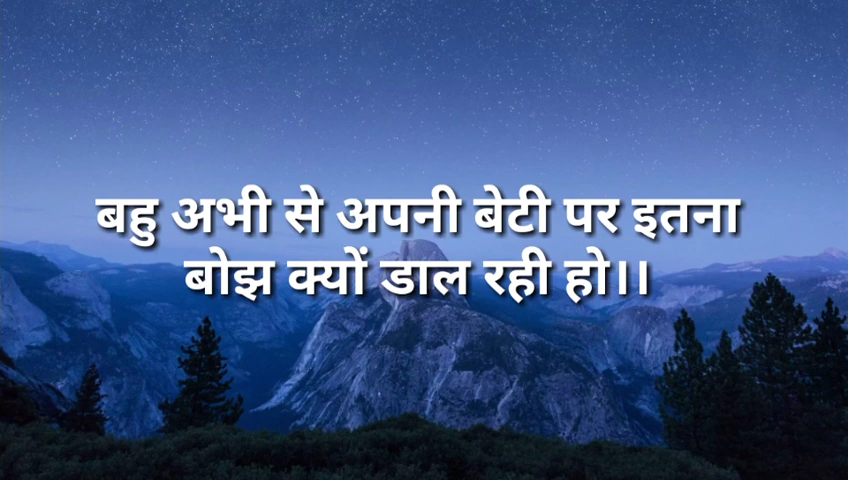 बहु अभी से अपनी बेटी पर इतना
बोझ क्यों डाल रही हो।।